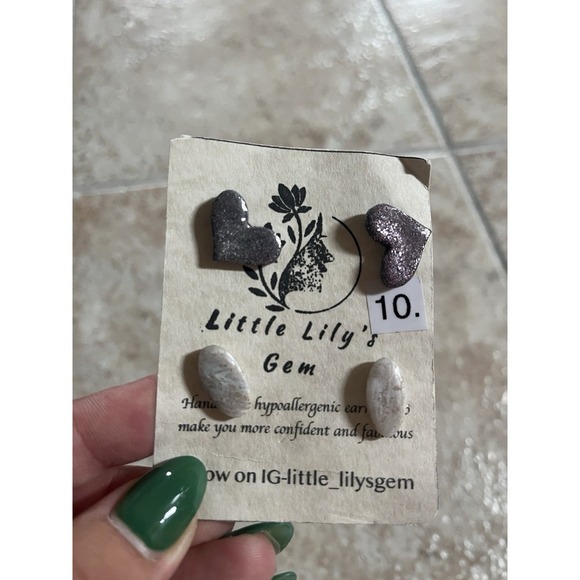 10.
Little Lily's
Gem
hypoallergenic
make you more confident and
on IG-little_lilysgem